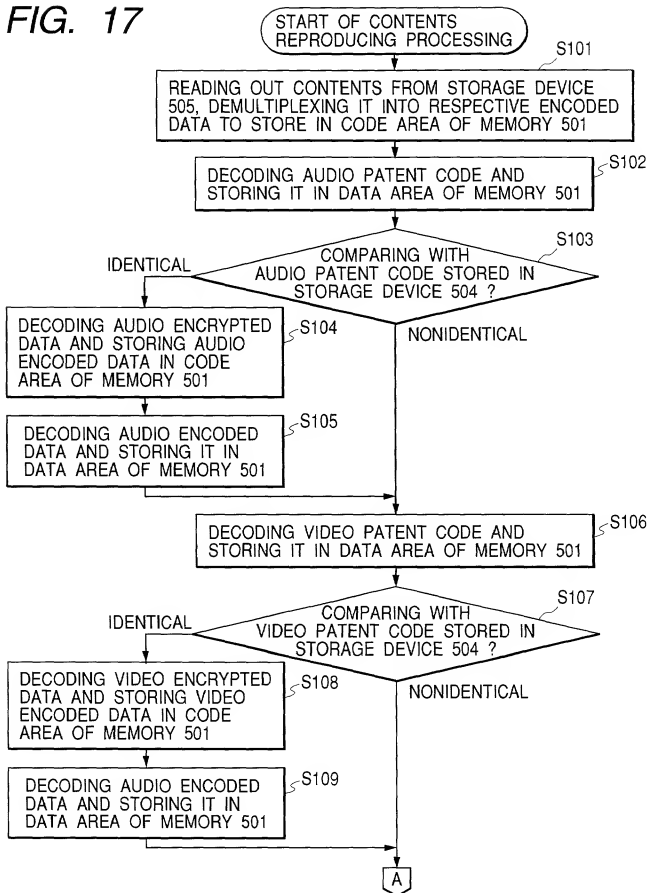 FIG. 17
START OF CONTENTS
REPRODUCING PROCESSING
S101
READING OUT CONTENTS FROM STORAGE DEVICE
505, DEMULTIPLEXING IT INTO RESPECTIVE ENCODED
DATA TO STORE IN CODE AREA OF MEMORY 501
S102
DECODING AUDIO PATENT CODE AND
STORING IT IN DATA AREA OF MEMORY 501
S103
COMPARING WITH
AUDIO PATENT CODE STORED IN
STORAGE DEVICE 504 ?
IDENTICAL
NONIDENTICAL
S104
DECODING AUDIO ENCRYPTED
DATA AND STORING AUDIO
ENCODED DATA IN CODE
AREA OF MEMORY 501
S105
DECODING AUDIO ENCODED
DATA AND STORING IT IN
DATA AREA OF MEMORY 501
S106
DECODING VIDEO PATENT CODE AND
STORING IT IN DATA AREA OF MEMORY 501
S107
COMPARING WITH
VIDEO PATENT CODE STORED IN
STORAGE DEVICE 504 ?
IDENTICAL
NONIDENTICAL
S108
DECODING VIDEO ENCRYPTED
DATA AND STORING VIDEO
ENCODED DATA IN CODE
AREA OF MEMORY 501
S109
DECODING AUDIO ENCODED
DATA AND STORING IT IN
DATA AREA OF MEMORY 501
A